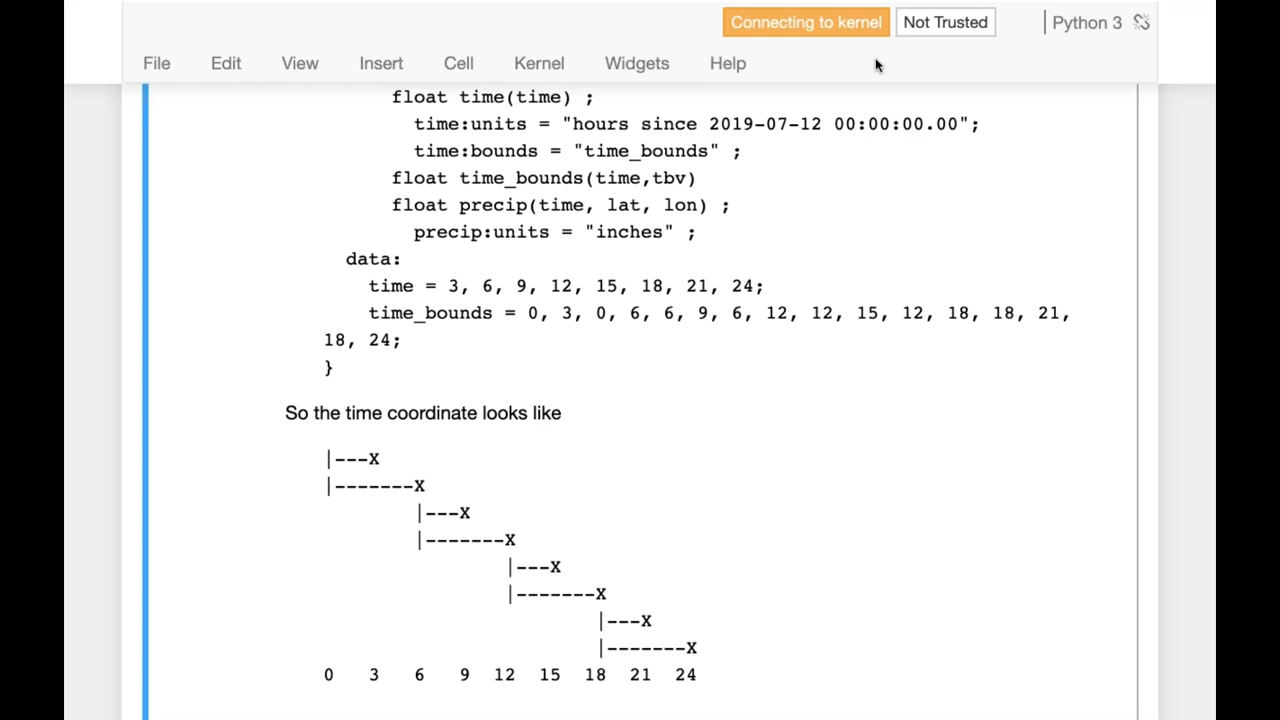 Connecting to kernel Not Trusted | Python 3
File Edit View Insert Cell Kernel Widgets Help
float time(time) ;
time:units = "hours since 2019-07-12 00:00:00.00";
time:bounds = "time_bounds" ;
float time_bounds(time,tbv)
float precip(time, lat, lon) ;
precip:units = "inches" ;
data:
time = 3, 6, 9, 12, 15, 18, 21, 24;
time_bounds = 0, 3, 0, 6, 6, 9, 6, 12, 12, 15, 12, 18, 18, 21,
18, 24;
}
So the time coordinate looks like
|---X
|-------X
|---X
|-------X
|---X
|-------X
|---X
|-------X
0 3 6 9 12 15 18 21 24